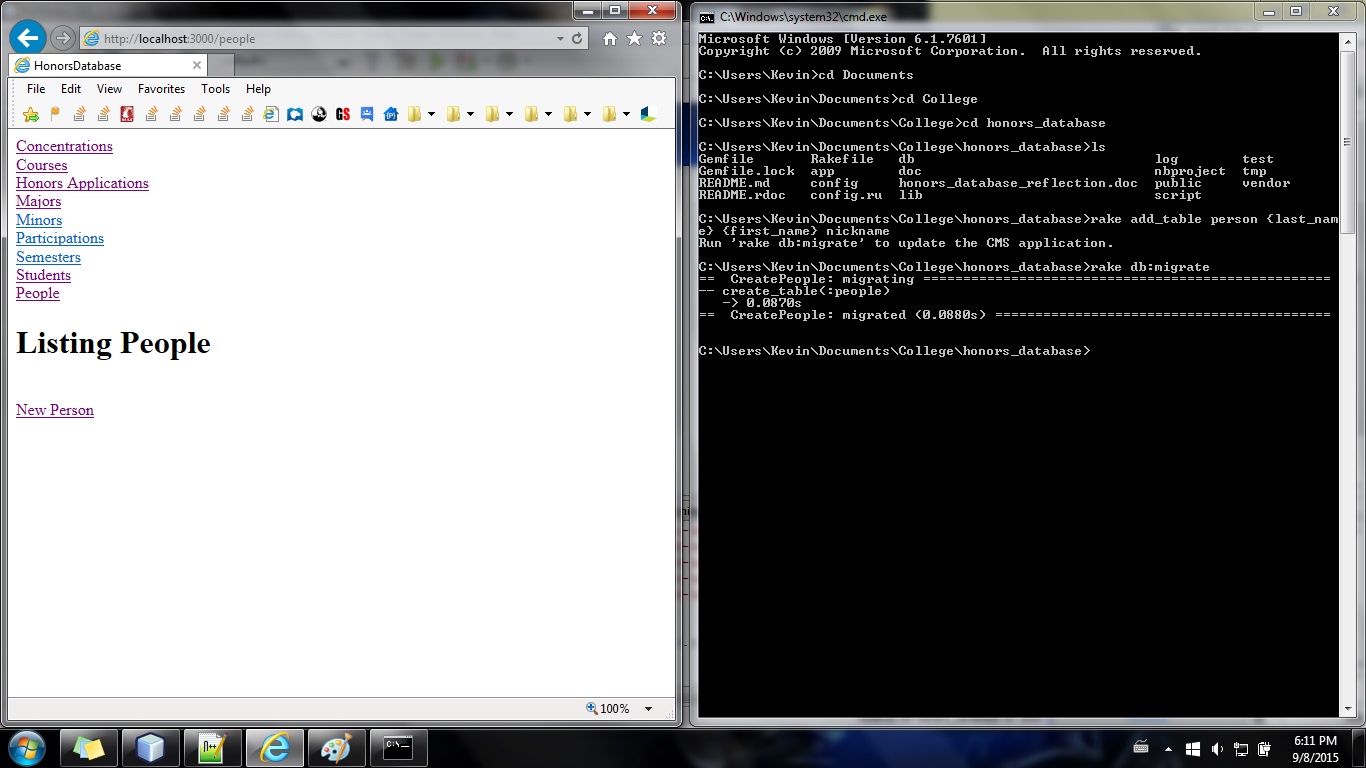 http://localhost:3000/people
HonorsDatabase
File Edit View Favorites Tools Help
GS
Concentrations
Courses
Honors Applications
Majors
Minors
Participations
Semesters
Students
People
Listing People
New Person
100%
C:\Windows\system32\cmd.exe
Microsoft Windows [Version 6.1.7601]
Copyright (c) 2009 Microsoft Corporation.  All rights reserved.
C:\Users\Kevin>cd Documents
C:\Users\Kevin\Documents>cd College
C:\Users\Kevin\Documents\College>cd honors_database
C:\Users\Kevin\Documents\College\honors_database>ls
Gemfile Rakefile db log test
Gemfile.lock app doc nbproject tmp
README.md config honors_database_reflection.doc public vendor
README.rdoc config.ru lib script
C:\Users\Kevin\Documents\College\honors_database>rake add_table person {last_nam
e} {first_name} nickname
Run 'rake db:migrate' to update the CMS application.
C:\Users\Kevin\Documents\College\honors_database>rake db:migrate
==  CreatePeople: migrating ===================================================
-- create_table(:people)
   -> 0.0870s
==  CreatePeople: migrated (0.0880s) ==========================================
C:\Users\Kevin\Documents\College\honors_database>
6:11 PM
9/8/2015